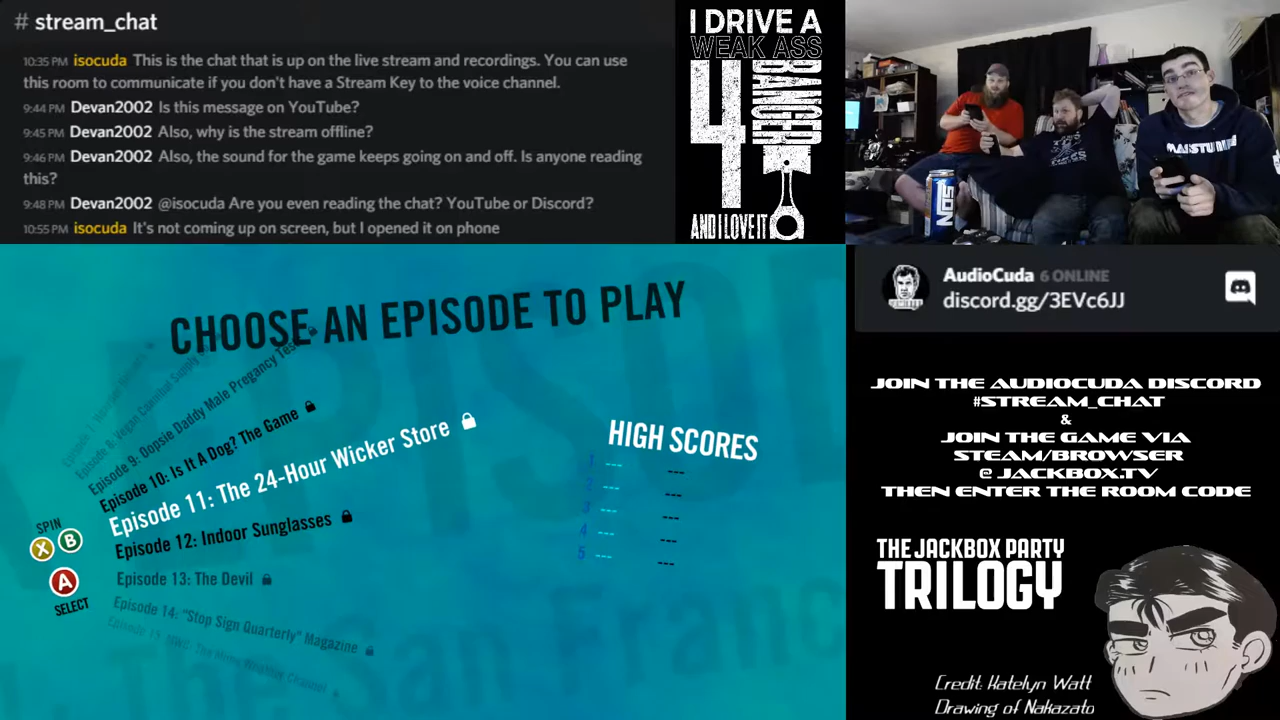 # stream_chat
10:35 PM isocuda This is the chat that is up on the live stream and recordings. You can use
this room to communicate if you don't have a Steam Key to the voice channel.
9:44 PM Devan2002 Is this message on YouTube?
9:45 PM Devan2002 Also, why is the stream offline?
9:46 PM Devan2002 Also, the sound for the game keeps going on and off. Is anyone reading
this?
9:48 PM Devan2002 @isocuda Are you even reading the chat? YouTube or Discord?
10:55 PM isocuda It's not coming up on screen, but I opened it on phone
I DRIVE A
WEAK ASS
4
RANGER
AND I LOVE IT
AudioCuda 6 ONLINE
discord.gg/3EVc6JJ
CHOOSE AN EPISODE TO PLAY
Episode 9: Oopsie Daddy Male Pregancy Test
Episode 10: Is It A Dog? The Game
Episode 11: The 24-Hour Wicker Store
Episode 12: Indoor Sunglasses
Episode 13: The Devil
Episode 14: "Stop Sign Quarterly" Magazine
SPIN
X B
A
SELECT
HIGH SCORES
1 --- ---
2 --- ---
3 --- ---
4 --- ---
5 --- ---
JOIN THE AUDIOCUDA DISCORD
#STREAM_CHAT
&
JOIN THE GAME VIA
STEAM/BROWSER
@ JACKBOX.TV
THEN ENTER THE ROOM CODE
THE JACKBOX PARTY
TRILOGY
Credit: Katelyn Watt
Drawing of Nakazato